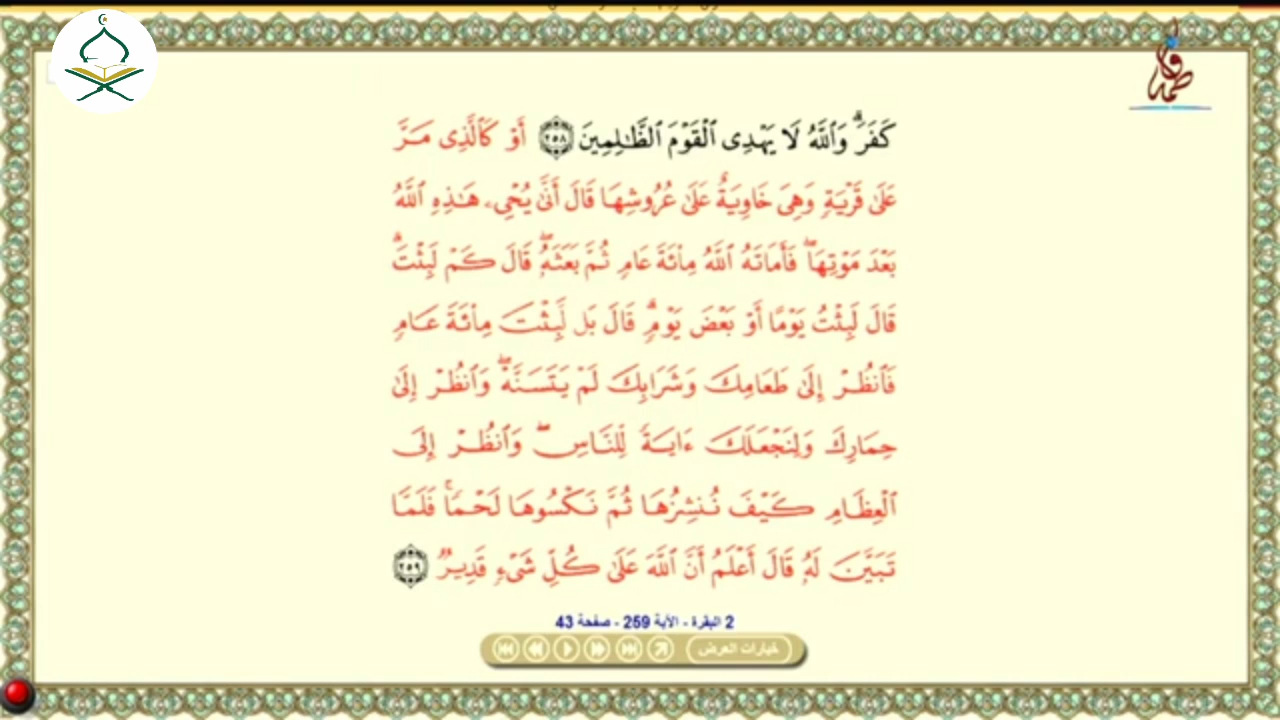 كَفَرَ ۗ وَٱللَّهُ لَا يَهْدِى ٱلْقَوْمَ ٱلظَّـٰلِمِينَ ٢٥٨ أَوْ كَٱلَّذِى مَرَّ
عَلَىٰ قَرْيَةٍ وَهِىَ خَاوِيَةٌ عَلَىٰ عُرُوشِهَا قَالَ أَنَّىٰ يُحْىِۦ هَـٰذِهِ ٱللَّهُ
بَعْدَ مَوْتِهَا ۖ فَأَمَاتَهُ ٱللَّهُ مِا۟ئَةَ عَامٍ ثُمَّ بَعَثَهُۥ ۖ قَالَ كَمْ لَبِثْتَ ۖ
قَالَ لَبِثْتُ يَوْمًا أَوْ بَعْضَ يَوْمٍ ۖ قَالَ بَل لَّبِثْتَ مِا۟ئَةَ عَامٍ
فَٱنظُرْ إِلَىٰ طَعَامِكَ وَشَرَابِكَ لَمْ يَتَسَنَّهْ ۖ وَٱنظُرْ إِلَىٰ
حِمَارِكَ وَلِنَجْعَلَكَ ءَايَةً لِّلنَّاسِ ۖ وَٱنظُرْ إِلَى
ٱلْعِظَامِ كَيْفَ نُنشِزُهَا ثُمَّ نَكْسُوهَا لَحْمًا ۚ فَلَمَّا
تَبَيَّنَ لَهُۥ قَالَ أَعْلَمُ أَنَّ ٱللَّهَ عَلَىٰ كُلِّ شَىْءٍ قَدِيرٌ ٢٥٩
2 البقرة - الآية 259 - صفحة 43
خيارات العرض